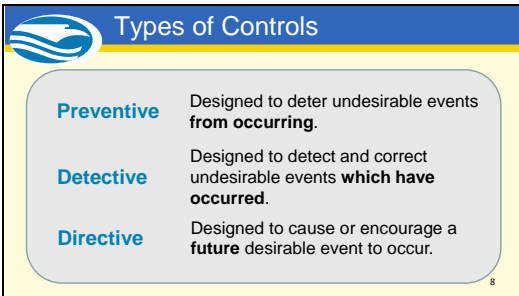 Types of Controls
Preventive
Designed to deter undesirable events
from occurring.
Detective
Designed to detect and correct
undesirable events which have
occurred.
Directive
Designed to cause or encourage a
future desirable event to occur.
8